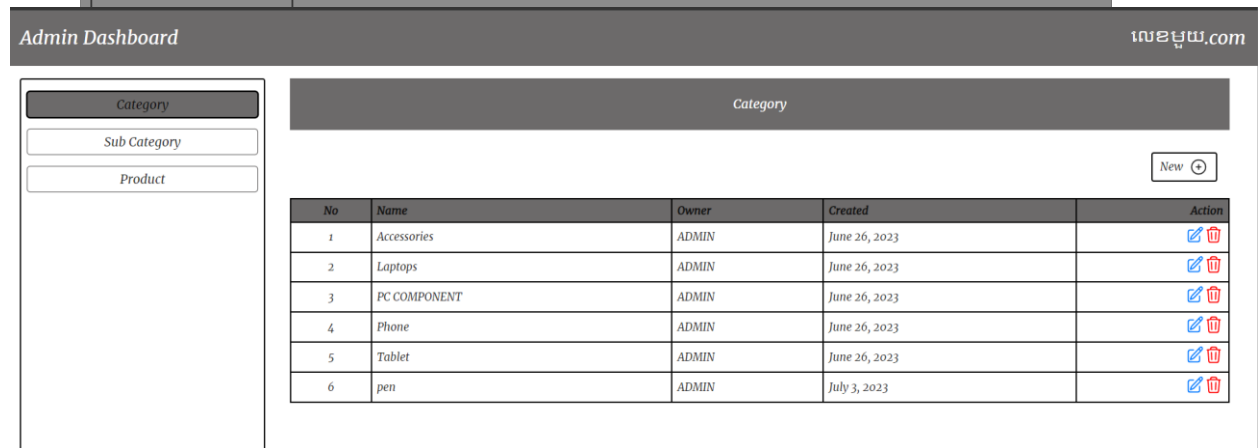 Admin Dashboard
លេខមួយ.com
Category
Sub Category
Product
Category
New
No Name Owner Created Action
1 Accessories ADMIN June 26, 2023
2 Laptops ADMIN June 26, 2023
3 PC COMPONENT ADMIN June 26, 2023
4 Phone ADMIN June 26, 2023
5 Tablet ADMIN June 26, 2023
6 pen ADMIN July 3, 2023